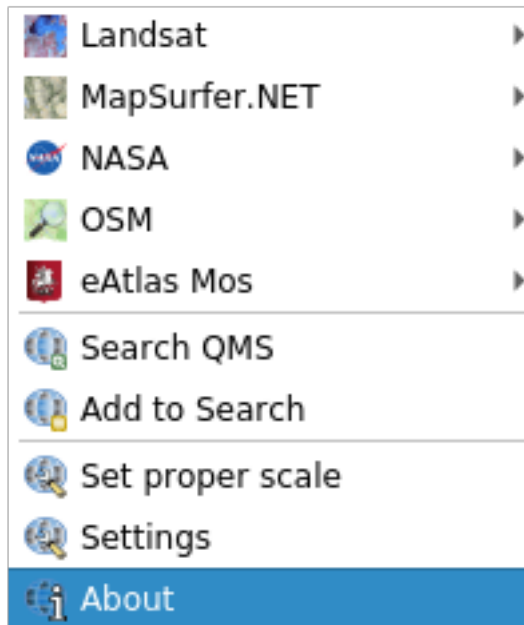 Landsat
MapSurfer.NET
NASA
OSM
eAtlas Mos
Search QMS
Add to Search
Set proper scale
Settings
About